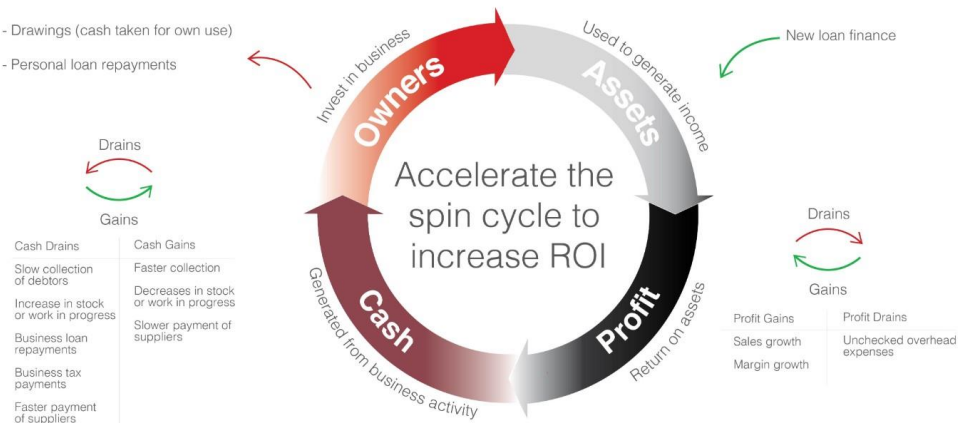 - Drawings (cash taken for own use)
- Personal loan repayments
Invest in business
Owners
Used to generate income
Assets
New loan finance
Accelerate the
spin cycle to
increase ROI
Drains
Gains
Cash Drains
Slow collection
of debtors
Increase in stock
or work in progress
Business loan
repayments
Business tax
payments
Faster payment
of suppliers
Cash Gains
Faster collection
Decreases in stock
or work in progress
Slower payment of
suppliers
Cash
Generated from business activity
Profit
Return on assets
Drains
Gains
Profit Gains
Sales growth
Margin growth
Profit Drains
Unchecked overhead
expenses